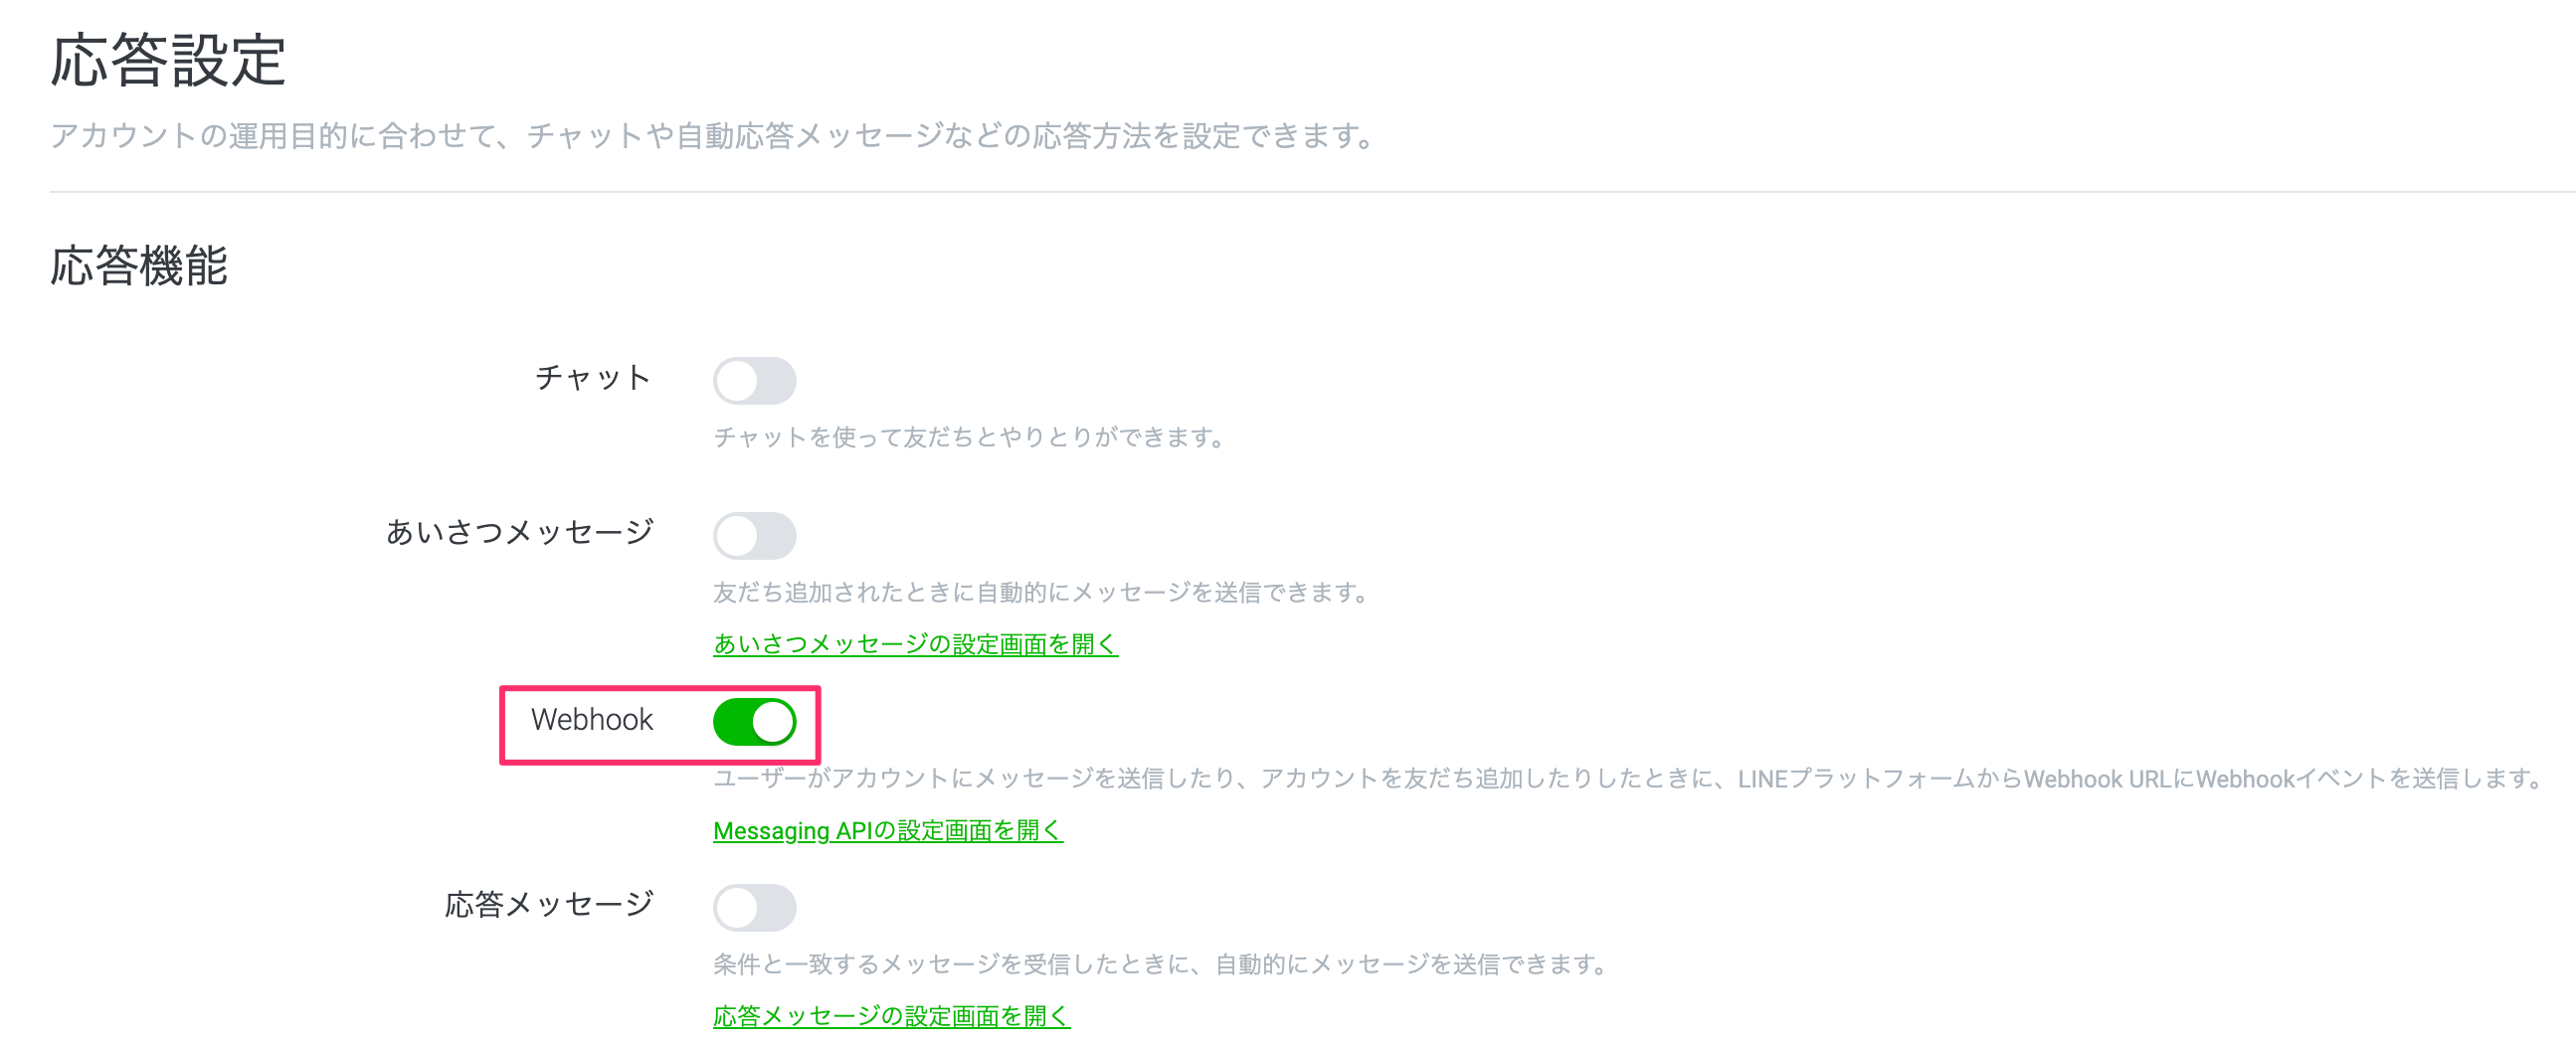 応答設定
アカウントの運用目的に合わせて、チャットや自動応答メッセージなどの応答方法を設定できます。
応答機能
チャット
チャットを使って友だちとやりとりができます。
あいさつメッセージ
友だち追加されたときに自動的にメッセージを送信できます。
あいさつメッセージの設定画面を開く
Webhook
ユーザーがアカウントにメッセージを送信したり、アカウントを友だち追加したりしたときに、LINEプラットフォームからWebhook URLにWebhookイベントを送信します。
Messaging APIの設定画面を開く
応答メッセージ
条件と一致するメッセージを受信したときに、自動的にメッセージを送信できます。
応答メッセージの設定画面を開く